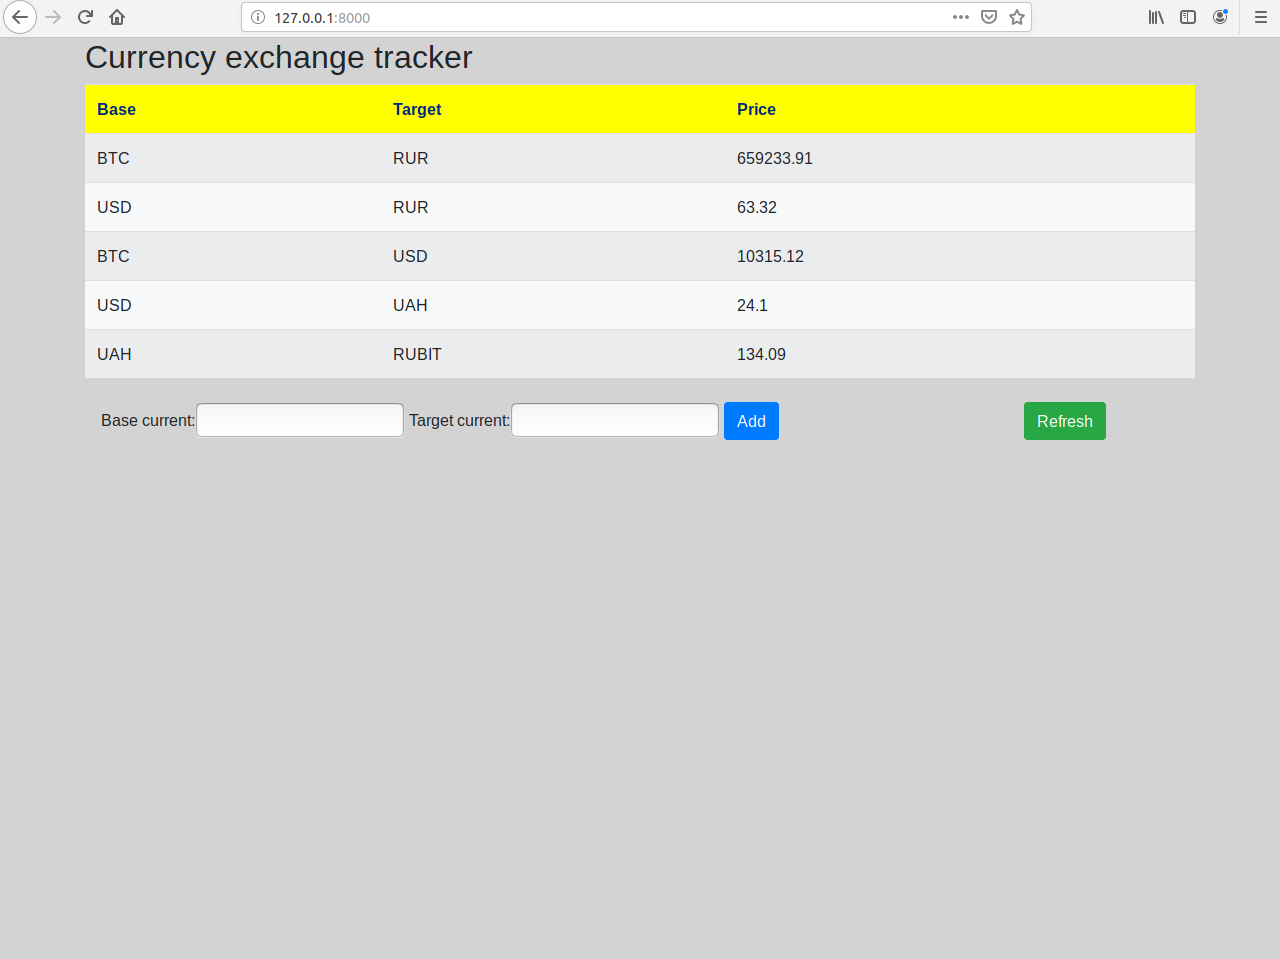 127.0.0.1:8000
Currency exchange tracker
Base Target Price
BTC RUR 659233.91
USD RUR 63.32
BTC USD 10315.12
USD UAH 24.1
UAH RUBIT 134.09
Base current: Target current: Add Refresh